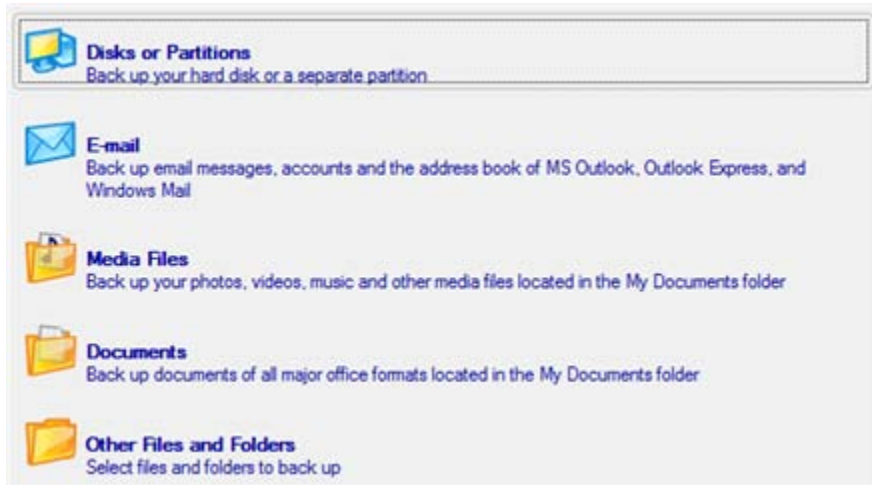 Disks or Partitions
Back up your hard disk or a separate partition
E-mail
Back up email messages, accounts and the address book of MS Outlook, Outlook Express, and
Windows Mail
Media Files
Back up your photos, videos, music and other media files located in the My Documents folder
Documents
Back up documents of all major office formats located in the My Documents folder
Other Files and Folders
Select files and folders to back up